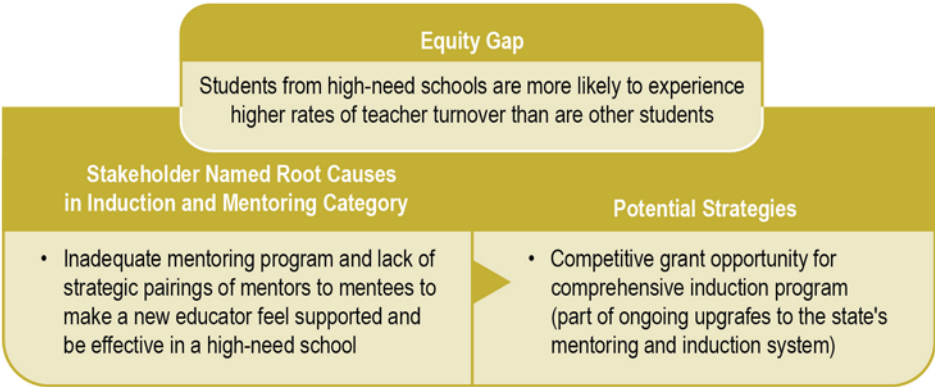 Equity Gap
Students from high-need schools are more likely to experience
higher rates of teacher turnover than are other students
Stakeholder Named Root Causes
in Induction and Mentoring Category
• Inadequate mentoring program and lack of
strategic pairings of mentors to mentees to
make a new educator feel supported and
be effective in a high-need school
Potential Strategies
• Competitive grant opportunity for
comprehensive induction program
(part of ongoing upgrafes to the state's
mentoring and induction system)